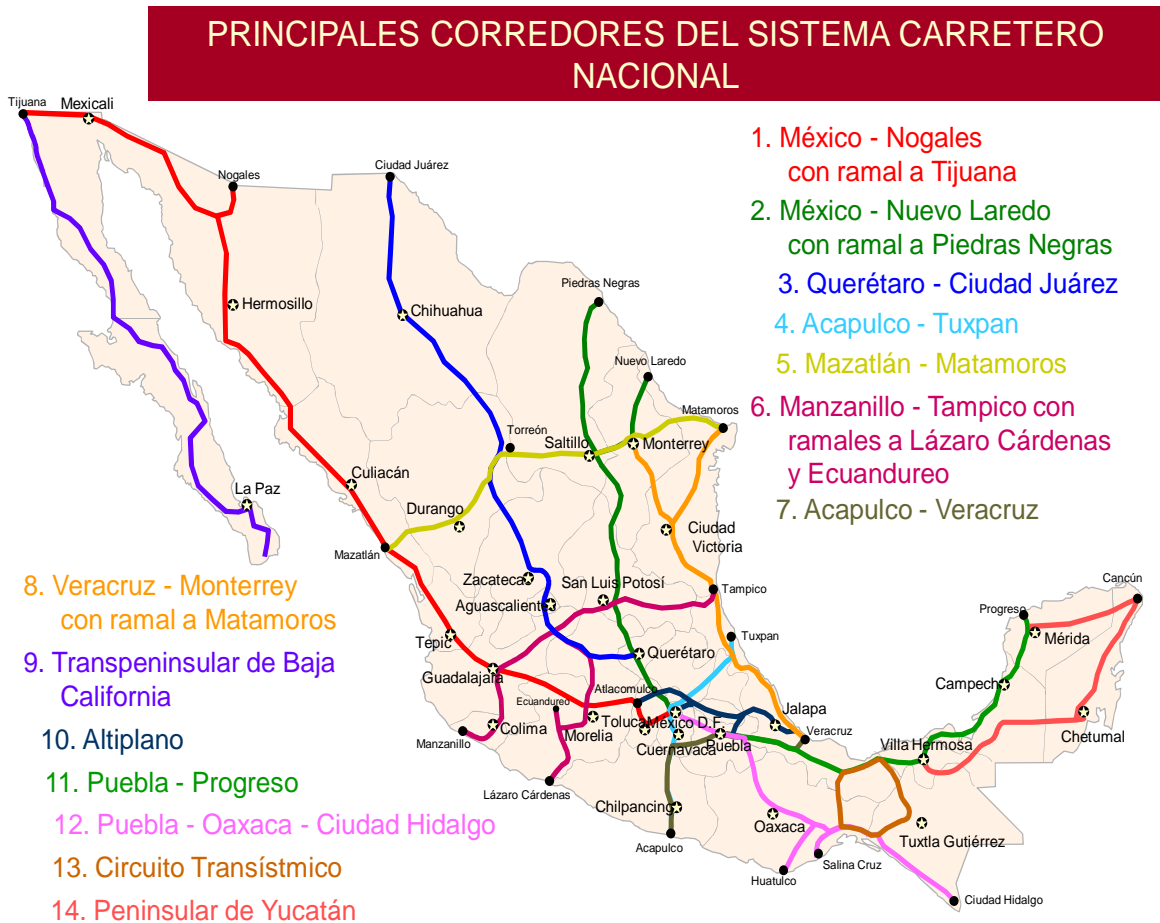 PRINCIPALES CORREDORES DEL SISTEMA CARRETERO
NACIONAL
Tijuana
Mexicali
Nogales
Ciudad Juárez
Hermosillo
Chihuahua
Piedras Negras
Nuevo Laredo
Matamoros
Torreón
Saltillo
Monterrey
Culiacán
La Paz
Durango
Ciudad
Victoria
Mazatlán
Zacateca
San Luis Potosí
Tampico
Aguascaliente
Tepic
Tuxpan
Querétaro
Guadalajara
Atlacomulco
Ecuandureo
Jalapa
Toluca
México D.F.
Manzanillo
Colima
Morelia
Cuernavaca
Puebla
Veracruz
Lázaro Cárdenas
Chilpancing
Oaxaca
Acapulco
Huatulco
Salina Cruz
Tuxtla Gutiérrez
Ciudad Hidalgo
Villa Hermosa
Campech
Progreso
Mérida
Cancún
Chetumal
1. México - Nogales
con ramal a Tijuana
2. México - Nuevo Laredo
con ramal a Piedras Negras
3. Querétaro - Ciudad Juárez
4. Acapulco - Tuxpan
5. Mazatlán - Matamoros
6. Manzanillo - Tampico con
ramales a Lázaro Cárdenas
y Ecuandureo
7. Acapulco - Veracruz
8. Veracruz - Monterrey
con ramal a Matamoros
9. Transpeninsular de Baja
California
10. Altiplano
11. Puebla - Progreso
12. Puebla - Oaxaca - Ciudad Hidalgo
13. Circuito Transístmico
14. Peninsular de Yucatán